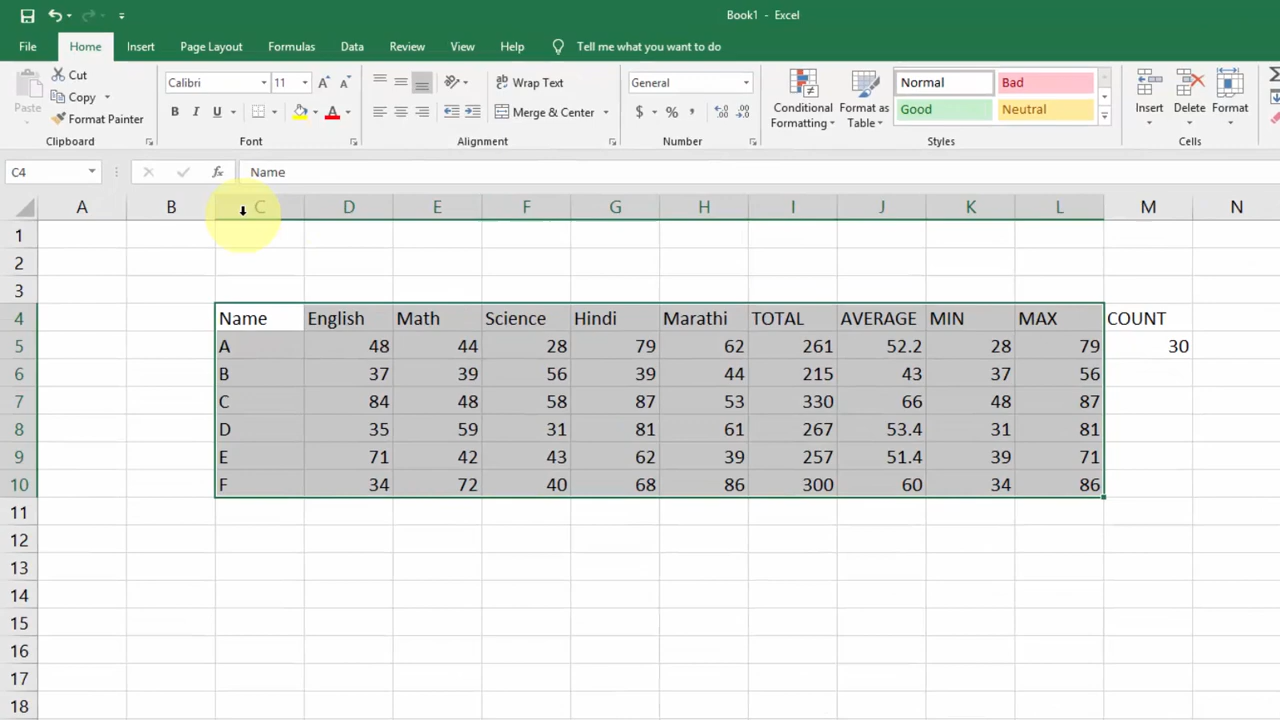 Book1 - Excel
File Home Insert Page Layout Formulas Data Review View Help Tell me what you want to do
Paste
Cut
Copy
Format Painter
Clipboard
Calibri 11 A A
B I U A
Font
Wrap Text
Merge & Center
Alignment
General
$ % ,
Number
Conditional Formatting
Format as Table
Normal Bad
Good Neutral
Styles
Insert Delete Format
Cells
C4 fx Name
A B C D E F G H I J K L M N
1
2
3
4 Name English Math Science Hindi Marathi TOTAL AVERAGE MIN MAX COUNT
5 A 48 44 28 79 62 261 52.2 28 79 30
6 B 37 39 56 39 44 215 43 37 56
7 C 84 48 58 87 53 330 66 48 87
8 D 35 59 31 81 61 267 53.4 31 81
9 E 71 42 43 62 39 257 51.4 39 71
10 F 34 72 40 68 86 300 60 34 86
11
12
13
14
15
16
17
18